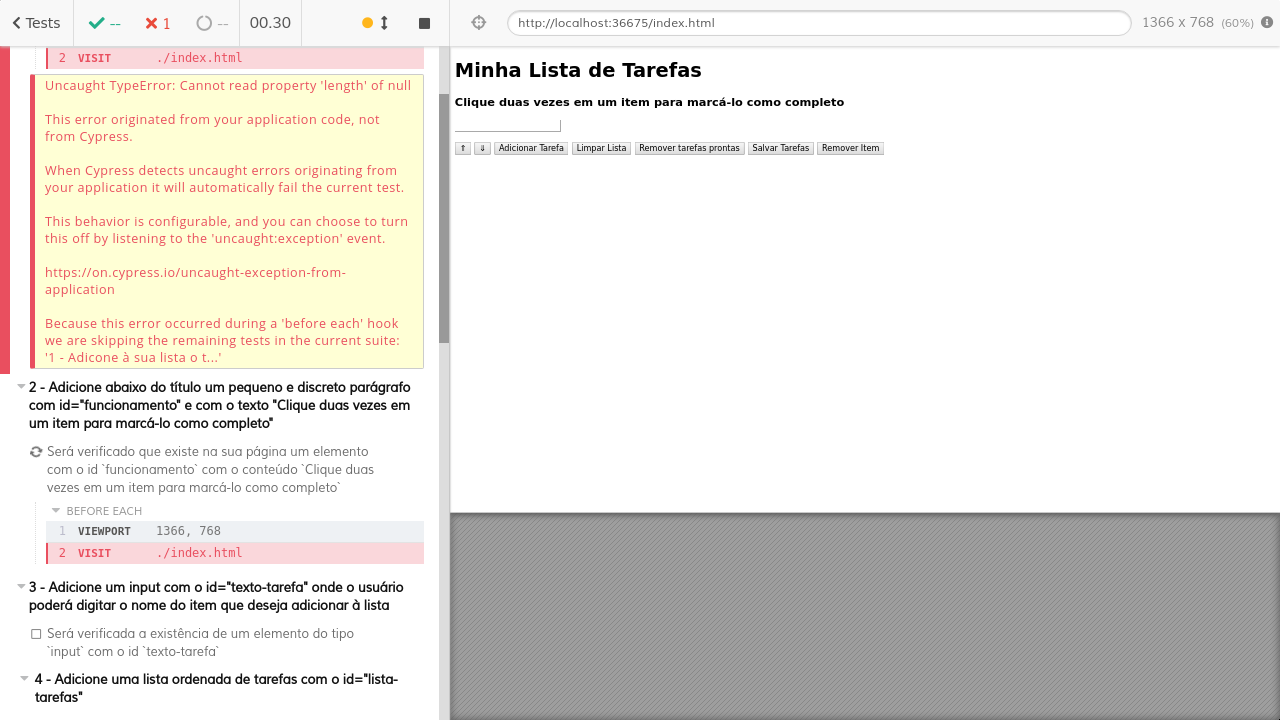 Tests
--
1
--
00.30
http://localhost:36675/index.html
1366 x 768 (60%)
2 VISIT ./index.html
Uncaught TypeError: Cannot read property 'length' of null
This error originated from your application code, not
from Cypress.
When Cypress detects uncaught errors originating from
your application it will automatically fail the current test.
This behavior is configurable, and you can choose to turn
this off by listening to the 'uncaught:exception' event.
https://on.cypress.io/uncaught-exception-from-
application
Because this error occurred during a 'before each' hook
we are skipping the remaining tests in the current suite:
'1 - Adicone à sua lista o t...'
2 - Adicione abaixo do título um pequeno e discreto parágrafo
com id="funcionamento" e com o texto "Clique duas vezes em
um item para marcá-lo como completo"
Será verificado que existe na sua página um elemento
com o id `funcionamento` com o conteúdo `Clique duas
vezes em um item para marcá-lo como completo`
BEFORE EACH
1 VIEWPORT 1366, 768
2 VISIT ./index.html
3 - Adicione um input com o id="texto-tarefa" onde o usuário
poderá digitar o nome do item que deseja adicionar à lista
Será verificada a existência de um elemento do tipo
`input` com o id `texto-tarefa`
4 - Adicione uma lista ordenada de tarefas com o id="lista-
tarefas"
Minha Lista de Tarefas
Clique duas vezes em um item para marcá-lo como completo
⇑ ⇓ Adicionar Tarefa Limpar Lista Remover tarefas prontas Salvar Tarefas Remover Item